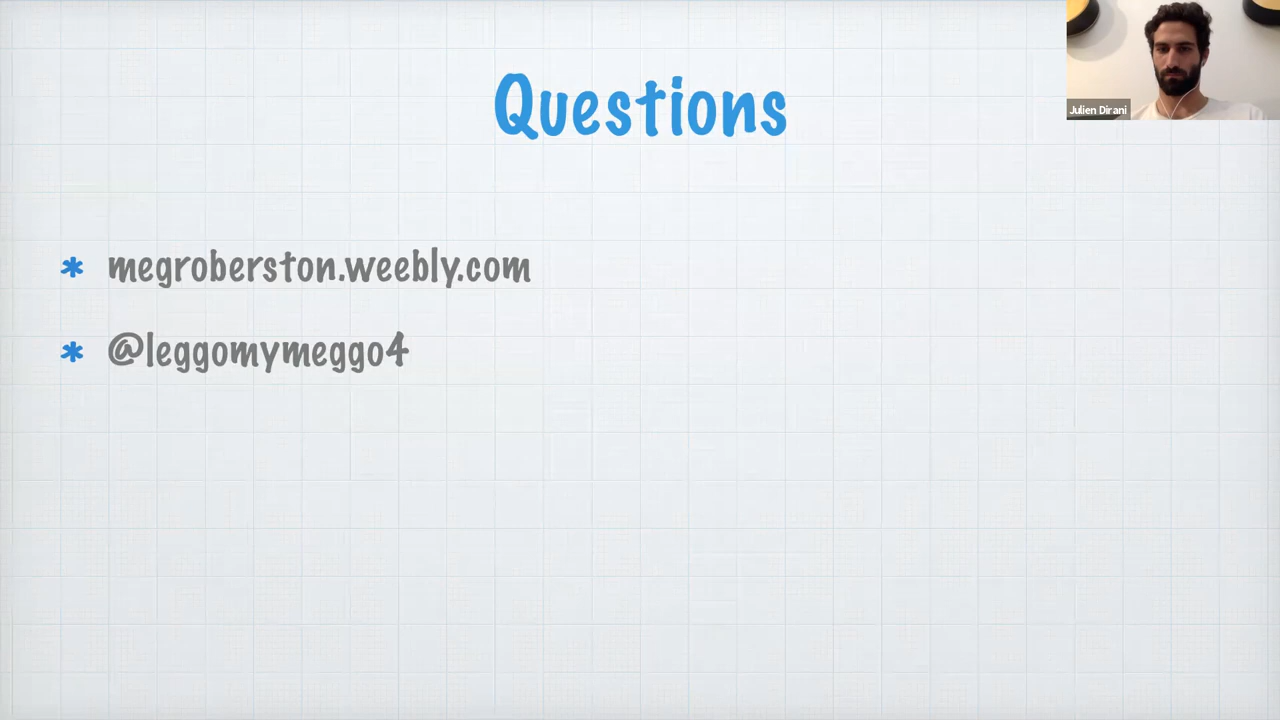 Questions
Julien Dirani
* megroberston.weebly.com
* @leggomymeggo4